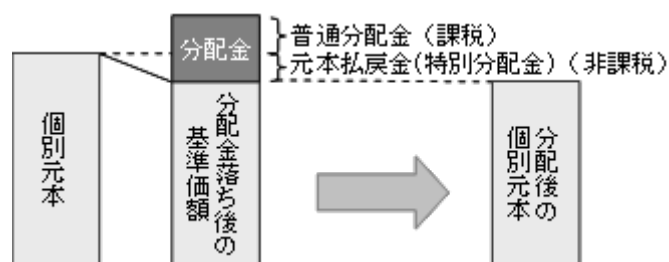 分配金
普通分配金（課税）
元本払戻金(特別分配金)（非課税）
個別元本
分配金落ち後の
基準価額
分配後の
個別元本